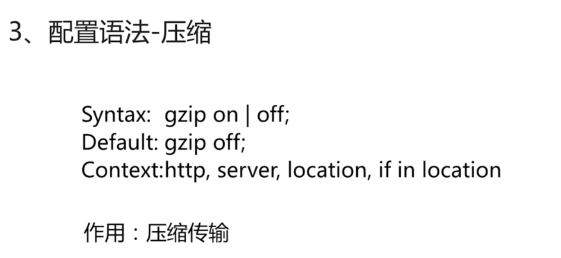 3、配置语法-压缩
Syntax: gzip on | off;
Default: gzip off;
Context:http, server, location, if in location
作用：压缩传输